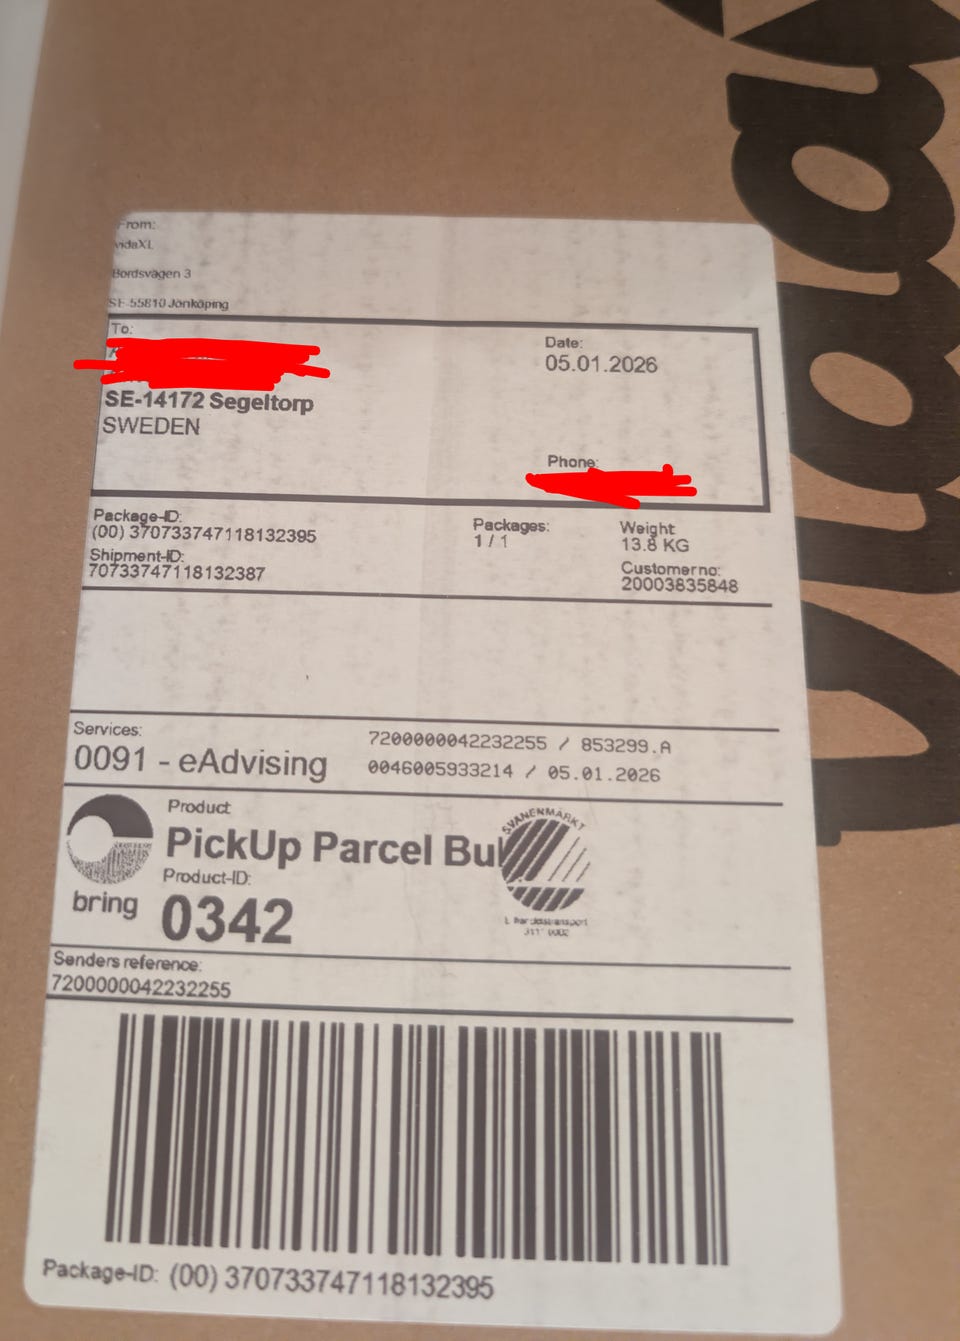 From:
vidaXL
Bordsvägen 3
SE-55810 Jönköping
To:
Date:
05.01.2026
SE-14172 Segeltorp
SWEDEN
Phone:
Package-ID:
(00) 370733747118132395
Packages:
1 / 1
Weight
13.8 KG
Shipment-ID:
70733747118132387
Customer no:
20003835848
Services:
0091 - eAdvising
7200000042232255 / 853299.A
0046005933214 / 05.01.2026
Product
PickUp Parcel Bul
SVANENMÄRKT
Product-ID:
0342
bring
Senders reference:
7200000042232255
Package-ID: (00) 370733747118132395
vida